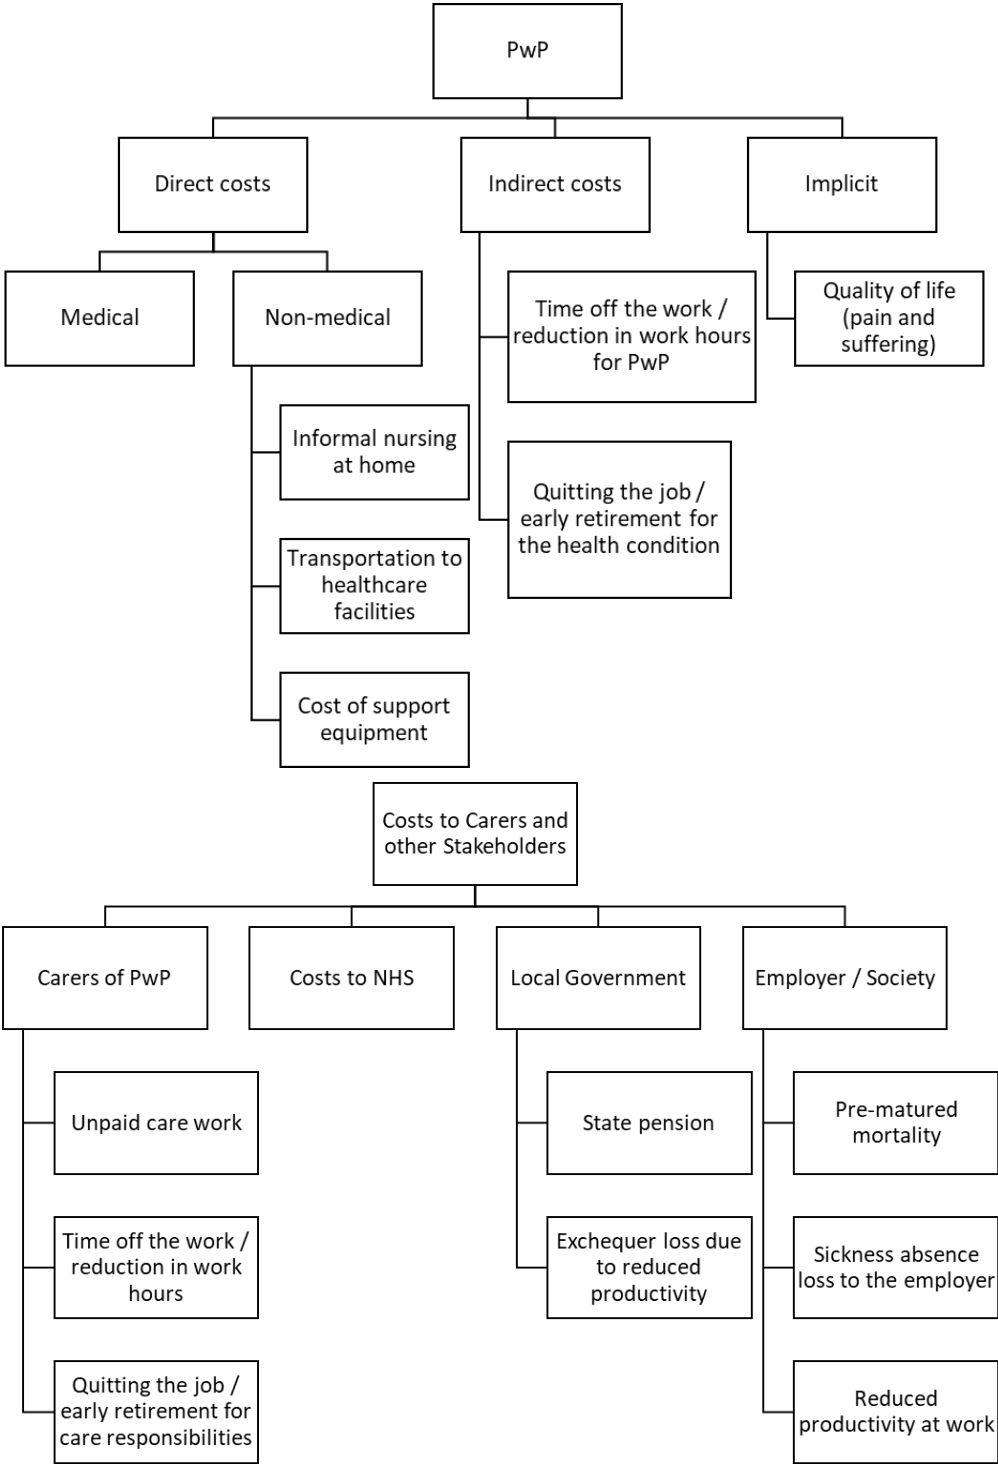 PwP
Direct costs
Indirect costs
Implicit
Medical
Non-medical
Time off the work /
reduction in work hours
for PwP
Quality of life
(pain and
suffering)
Informal nursing
at home
Quitting the job /
early retirement for
the health condition
Transportation to
healthcare
facilities
Cost of support
equipment
Costs to Carers and
other Stakeholders
Carers of PwP
Costs to NHS
Local Government
Employer / Society
Unpaid care work
State pension
Pre-matured
mortality
Time off the work /
reduction in work
hours
Exchequer loss due
to reduced
productivity
Sickness absence
loss to the employer
Quitting the job /
early retirement for
care responsibilities
Reduced
productivity at work